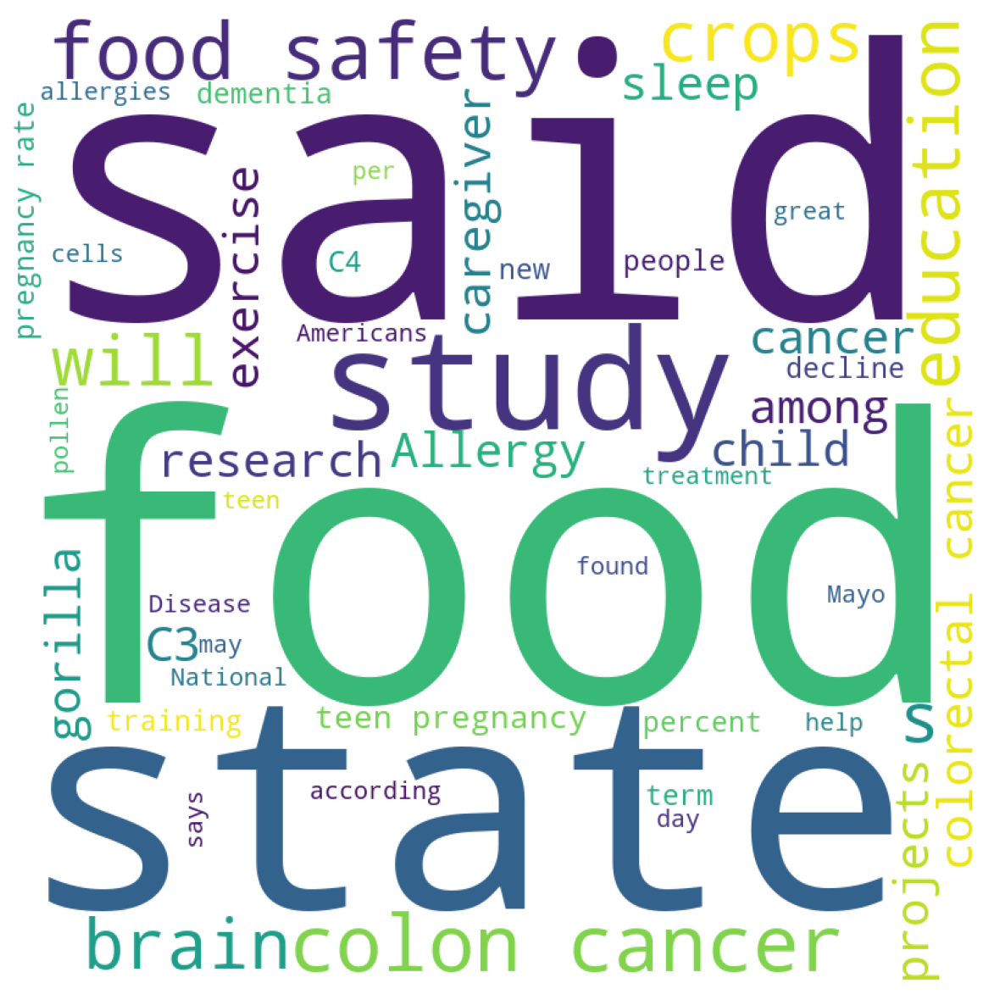 food safety
crops
allergies
dementia
sleep
said
education
pregnancy rate
exercise
caregiver
per
great
cells
C4
new
people
Americans
will
study
cancer
decline
pollen
research
Allergy
among
child
treatment
colorectal cancer
food
teen
gorilla
found
Mayo
Disease
C3
may
National
training
teen pregnancy
percent
help
s
state
says
according
term
day
projects
brain
colon cancer